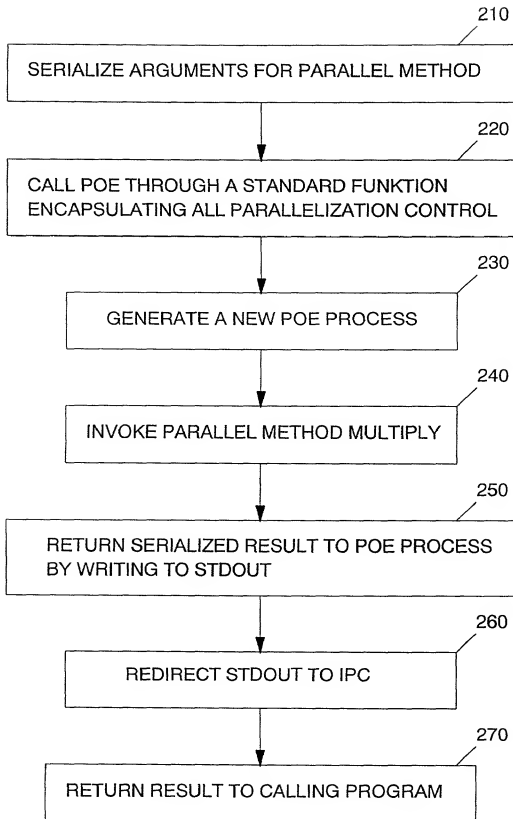 210
SERIALIZE ARGUMENTS FOR PARALLEL METHOD
220
CALL POE THROUGH A STANDARD FUNKTION
ENCAPSULATING ALL PARALLELIZATION CONTROL
230
GENERATE A NEW POE PROCESS
240
INVOKE PARALLEL METHOD MULTIPLY
250
RETURN SERIALIZED RESULT TO POE PROCESS
BY WRITING TO STDOUT
260
REDIRECT STDOUT TO IPC
270
RETURN RESULT TO CALLING PROGRAM